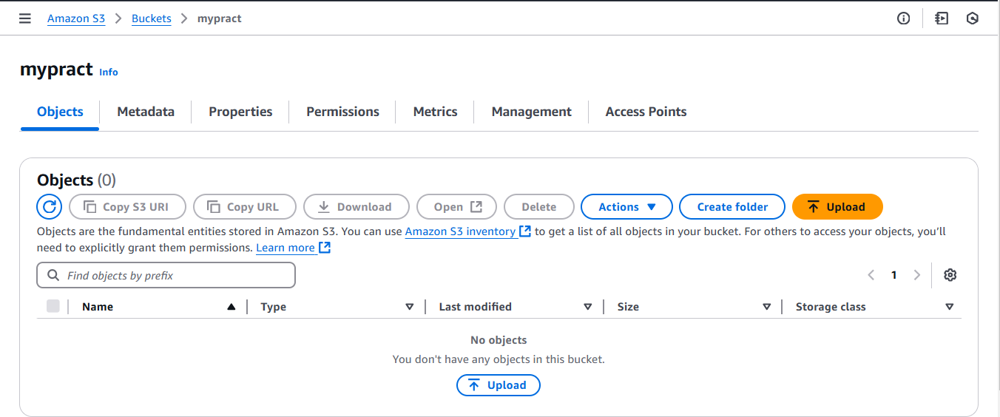 Amazon S3 > Buckets > mypract
mypract Info
Objects Metadata Properties Permissions Metrics Management Access Points
Objects (0)
Copy S3 URI Copy URL Download Open Delete Actions Create folder Upload
Objects are the fundamental entities stored in Amazon S3. You can use Amazon S3 inventory to get a list of all objects in your bucket. For others to access your objects, you'll
need to explicitly grant them permissions. Learn more
Find objects by prefix 1
Name Type Last modified Size Storage class
No objects
You don't have any objects in this bucket.
Upload